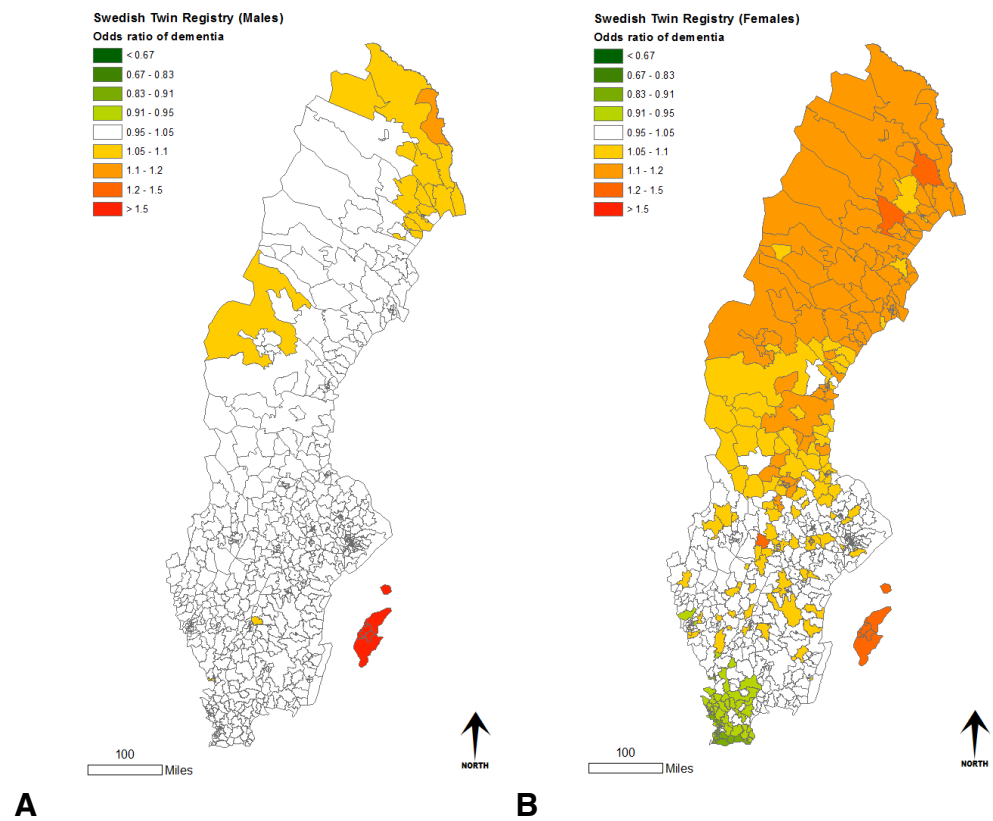 Swedish Twin Registry (Males)
Odds ratio of dementia
< 0.67
0.67 - 0.83
0.83 - 0.91
0.91 - 0.95
0.95 - 1.05
1.05 - 1.1
1.1 - 1.2
1.2 - 1.5
> 1.5
100
Miles
NORTH
A
Swedish Twin Registry (Females)
Odds ratio of dementia
< 0.67
0.67 - 0.83
0.83 - 0.91
0.91 - 0.95
0.95 - 1.05
1.05 - 1.1
1.1 - 1.2
1.2 - 1.5
> 1.5
100
Miles
NORTH
B